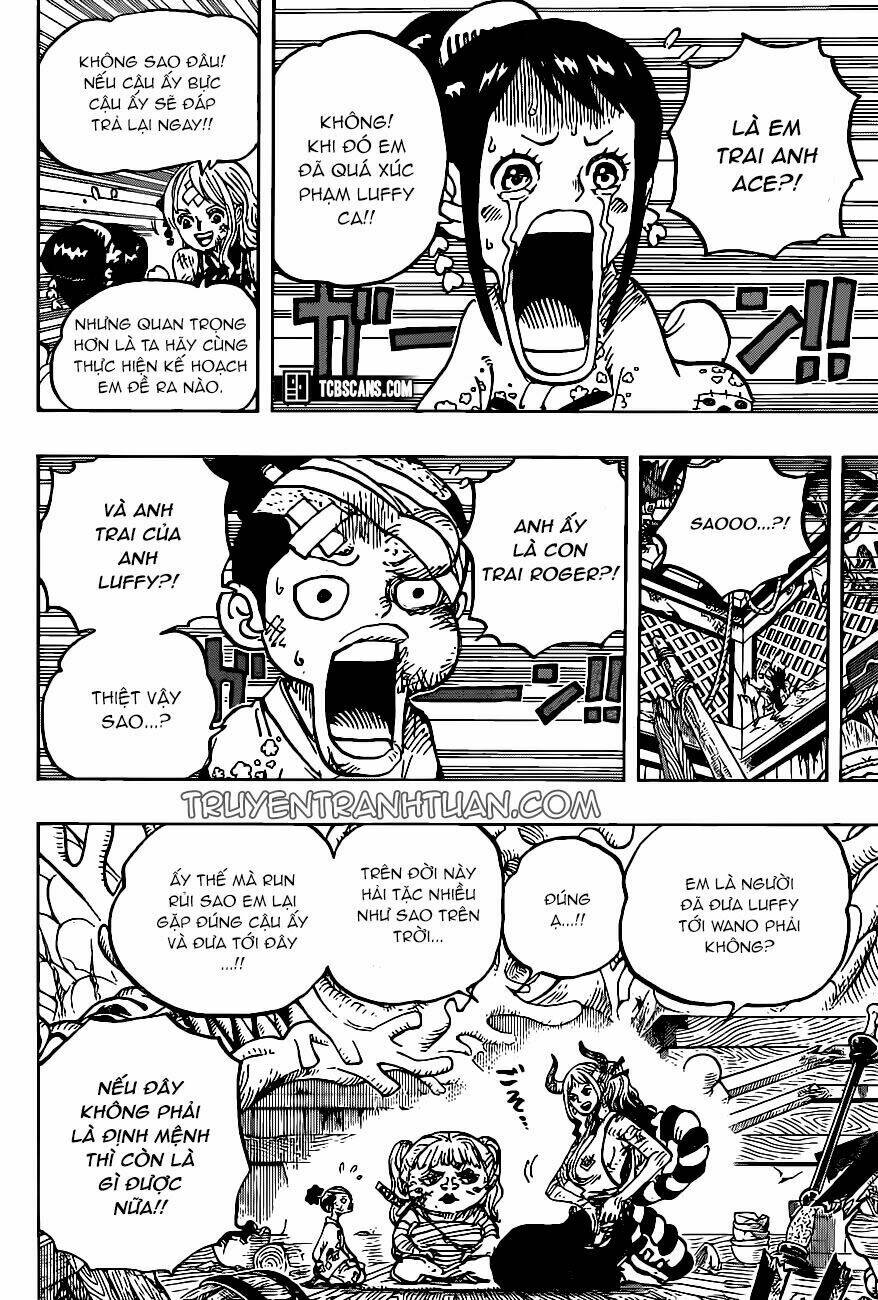 LÀ EM
TRAI ANH
ACE?!
KHÔNG!
KHI ĐÓ EM
ĐÃ QUÁ XÚC
PHẠM LUFFY
CA!!
ガーン!!
TCBSCANS.COM
KHÔNG SAO ĐÂU!
NẾU CẬU ẤY BỰC
CẬU ẤY SẼ ĐÁP
TRẢ LẠI NGAY!!
NHƯNG QUAN TRỌNG
HƠN LÀ TA HÃY CÙNG
THỰC HIỆN KẾ HOẠCH
EM ĐỀ RA NÀO.
SAOOO...?!
ANH ẤY
LÀ CON
TRAI ROGER?!
VÀ ANH
TRAI CỦA
ANH
LUFFY?!
THIỆT VẬY
SAO...?
ガーン!!
TRUYENTRANHTUAN.COM
EM LÀ NGƯỜI
ĐÃ ĐƯA LUFFY
TỚI WANO PHẢI
KHÔNG?
ĐÚNG
Ạ...!!
TRÊN ĐỜI NÀY
HẢI TẶC NHIỀU
NHƯ SAO TRÊN
TRỜI...
ẤY THẾ MÀ RUN
RỦI SAO EM LẠI
GẶP ĐÚNG CẬU ẤY
VÀ ĐƯA TỚI ĐÂY
...!!
NẾU ĐÂY
KHÔNG PHẢI
LÀ ĐỊNH MỆNH
THÌ CÒN LÀ
GÌ ĐƯỢC
NỮA!!